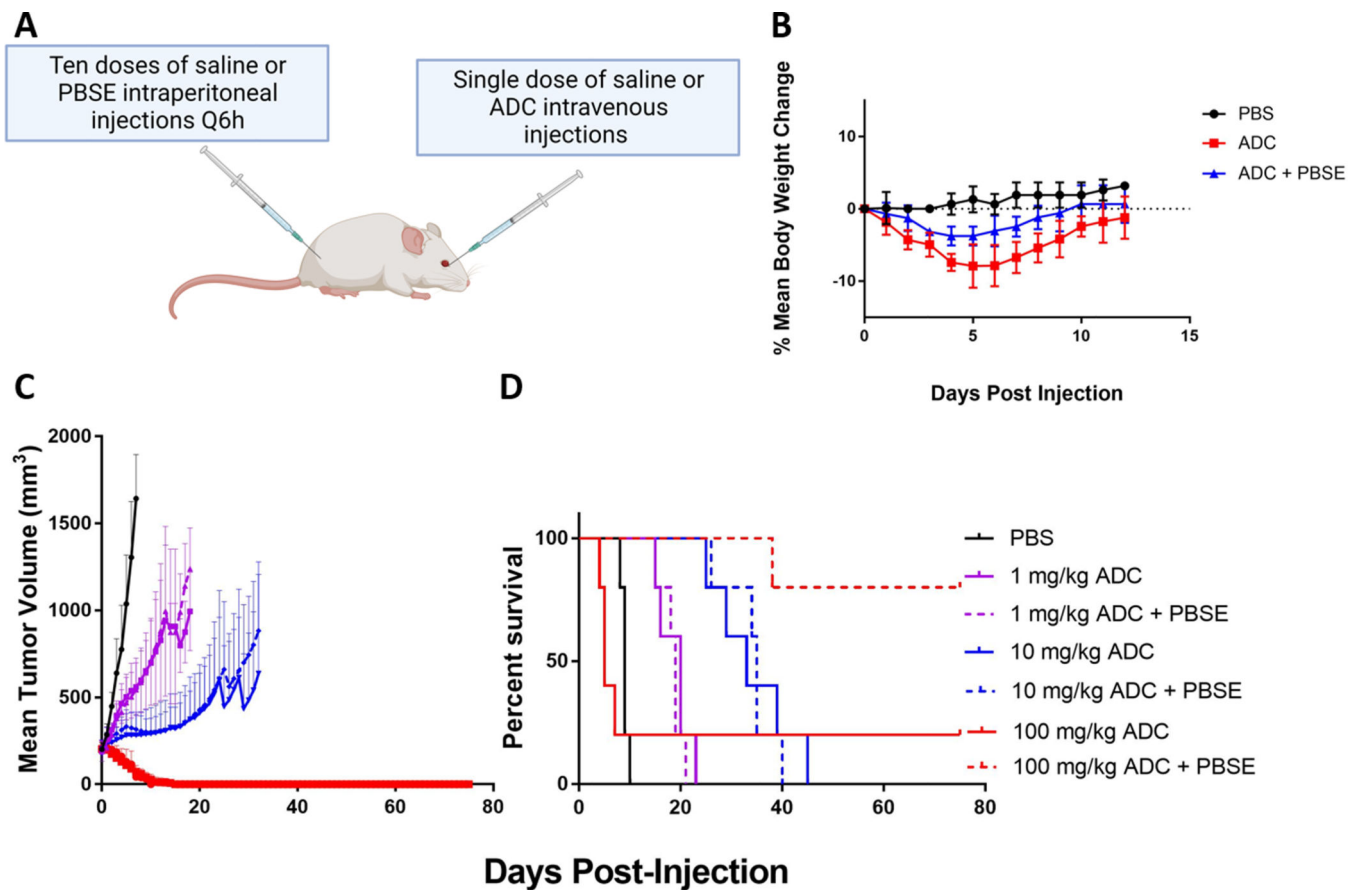 A
Ten doses of saline or
PBSE intraperitoneal
injections Q6h
Single dose of saline or
ADC intravenous
injections
B
% Mean Body Weight Change
10
0
-10
0
5
10
15
Days Post Injection
PBS
ADC
ADC + PBSE
C
Mean Tumor Volume (mm³)
2000
1500
1000
500
0
0
20
40
60
80
D
Percent survival
100
50
0
0
20
40
60
80
PBS
1 mg/kg ADC
1 mg/kg ADC + PBSE
10 mg/kg ADC
10 mg/kg ADC + PBSE
100 mg/kg ADC
100 mg/kg ADC + PBSE
Days Post-Injection